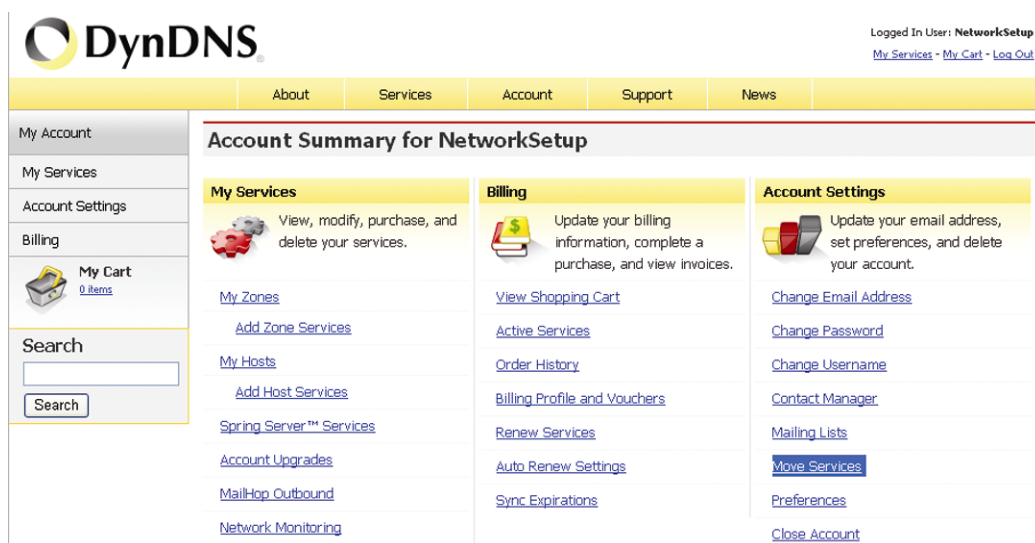 DynDNS
Logged In User: NetworkSetup
My Services - My Cart - Log Out
About Services Account Support News
My Account
My Services
Account Settings
Billing
My Cart
0 items
Search
Search
Account Summary for NetworkSetup
My Services
View, modify, purchase, and
delete your services.
My Zones
Add Zone Services
My Hosts
Add Host Services
Spring Server™ Services
Account Upgrades
MailHop Outbound
Network Monitoring
Billing
Update your billing
information, complete a
purchase, and view invoices.
View Shopping Cart
Active Services
Order History
Billing Profile and Vouchers
Renew Services
Auto Renew Settings
Sync Expirations
Account Settings
Update your email address,
set preferences, and delete
your account.
Change Email Address
Change Password
Change Username
Contact Manager
Mailing Lists
Move Services
Preferences
Close Account